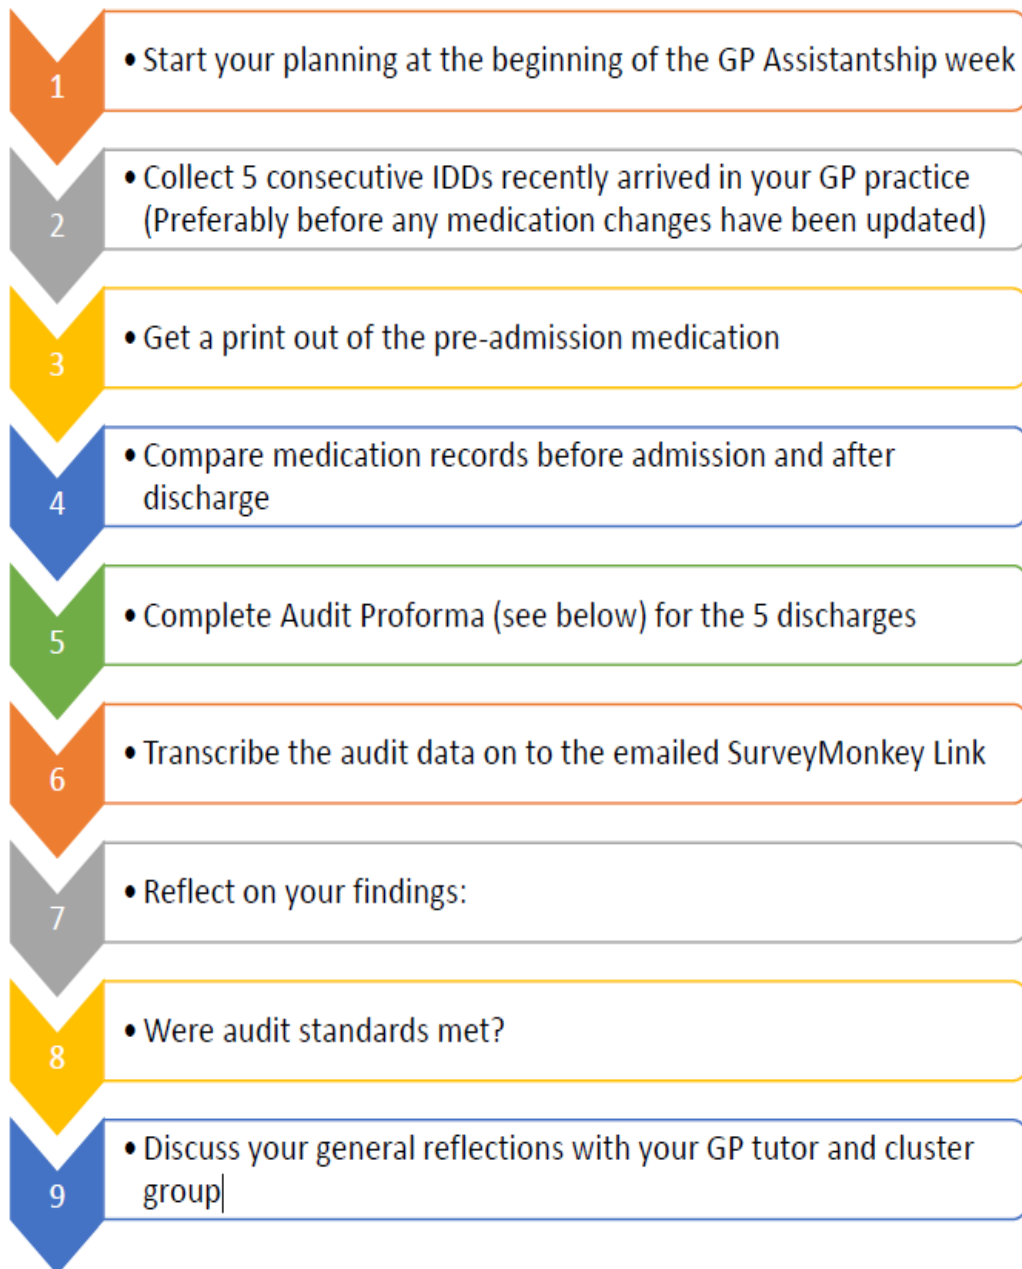 1
• Start your planning at the beginning of the GP Assistantship week
2
• Collect 5 consecutive IDDs recently arrived in your GP practice
(Preferably before any medication changes have been updated)
3
• Get a print out of the pre-admission medication
4
• Compare medication records before admission and after
discharge
5
• Complete Audit Proforma (see below) for the 5 discharges
6
• Transcribe the audit data on to the emailed SurveyMonkey Link
7
• Reflect on your findings:
8
• Were audit standards met?
9
• Discuss your general reflections with your GP tutor and cluster
group